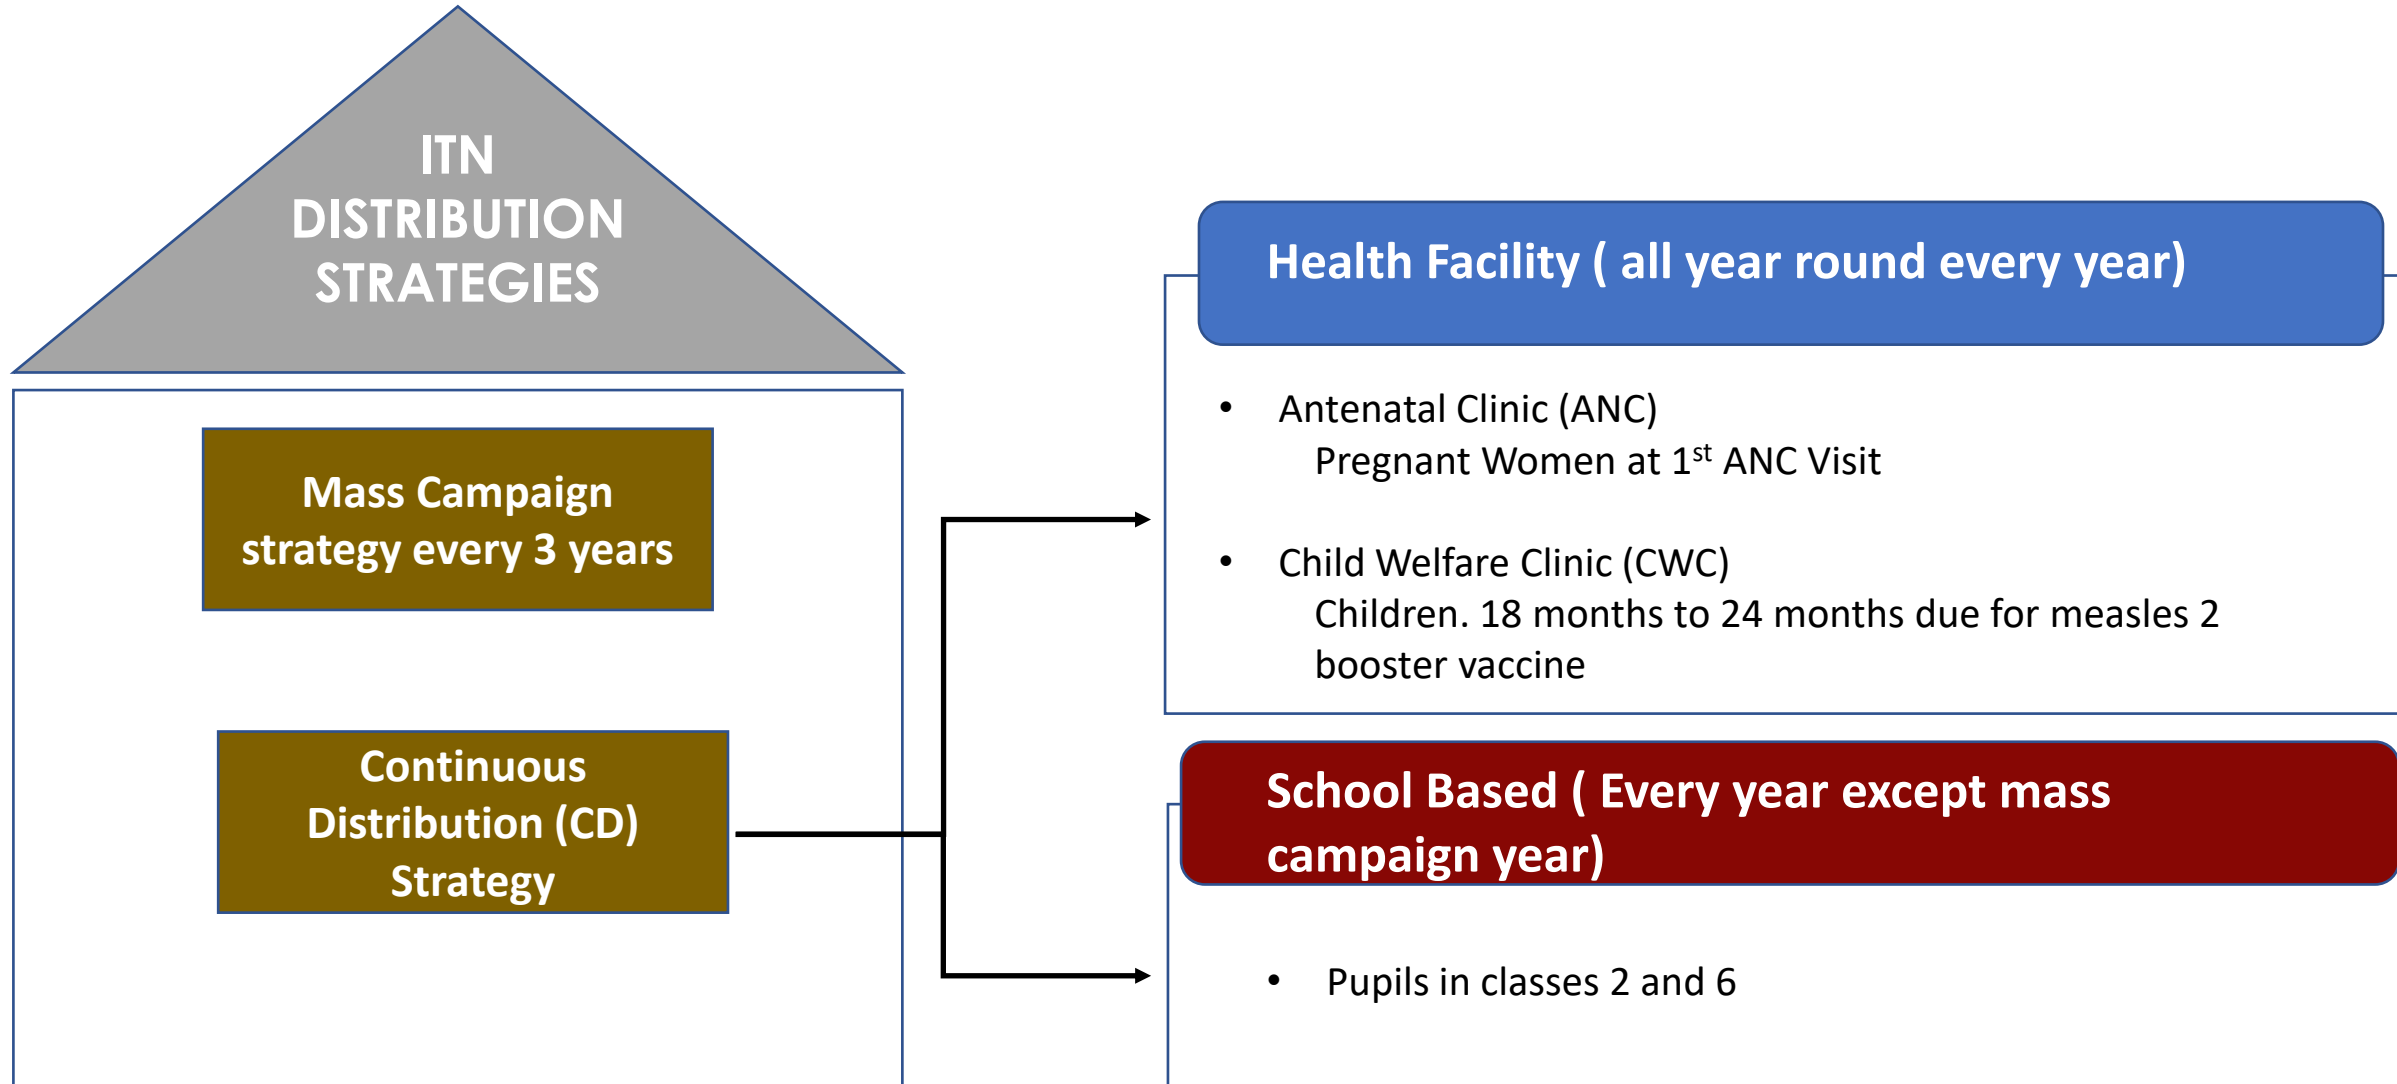 ITN
DISTRIBUTION
STRATEGIES
Mass Campaign
strategy every 3 years
Continuous
Distribution (CD)
Strategy
Health Facility ( all year round every year)
• Antenatal Clinic (ANC)
Pregnant Women at 1st ANC Visit
• Child Welfare Clinic (CWC)
Children. 18 months to 24 months due for measles 2
booster vaccine
School Based ( Every year except mass
campaign year)
• Pupils in classes 2 and 6